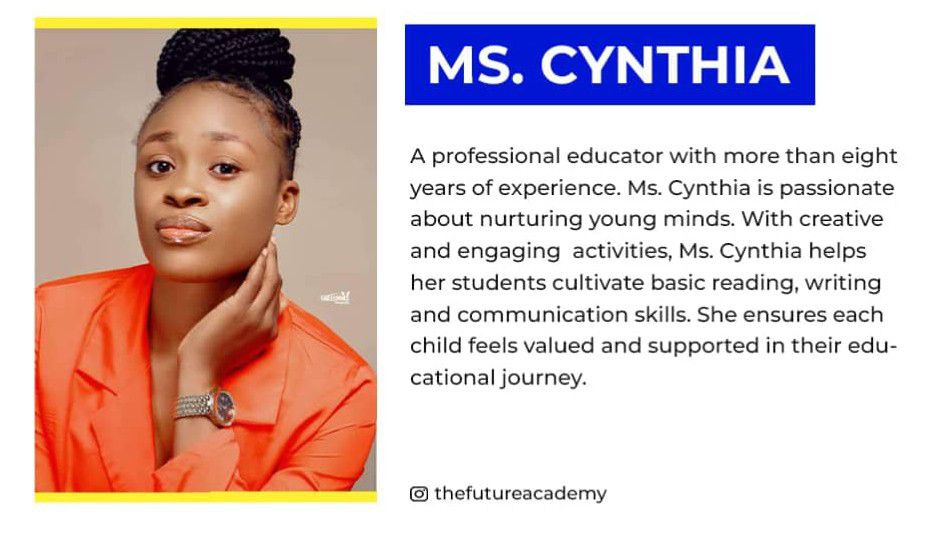 MS. CYNTHIA
A professional educator with more than eight
years of experience. Ms. Cynthia is passionate
about nurturing young minds. With creative
and engaging  activities, Ms. Cynthia helps
her students cultivate basic reading, writing
and communication skills. She ensures each
child feels valued and supported in their edu-
cational journey.
thefutureacademy